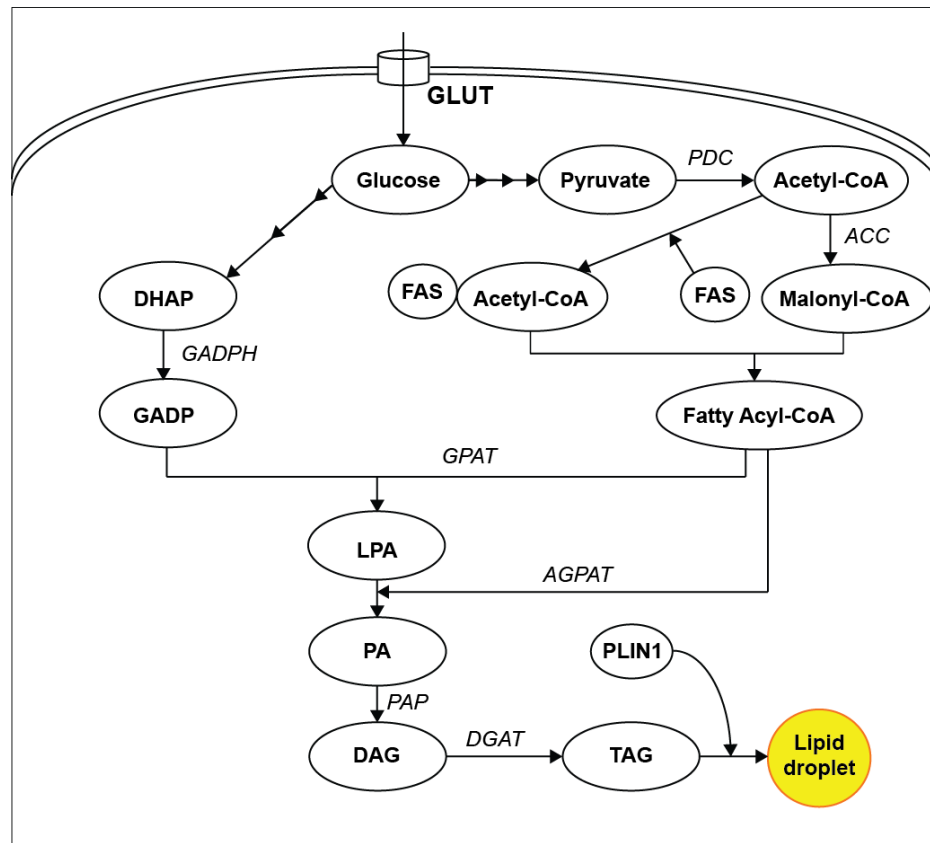 GLUT
Glucose
Pyruvate
PDC
Acetyl-CoA
ACC
DHAP
FAS
Acetyl-CoA
FAS
Malonyl-CoA
GADPH
GADP
Fatty Acyl-CoA
GPAT
LPA
AGPAT
PA
PLIN1
PAP
DAG
DGAT
TAG
Lipid
droplet